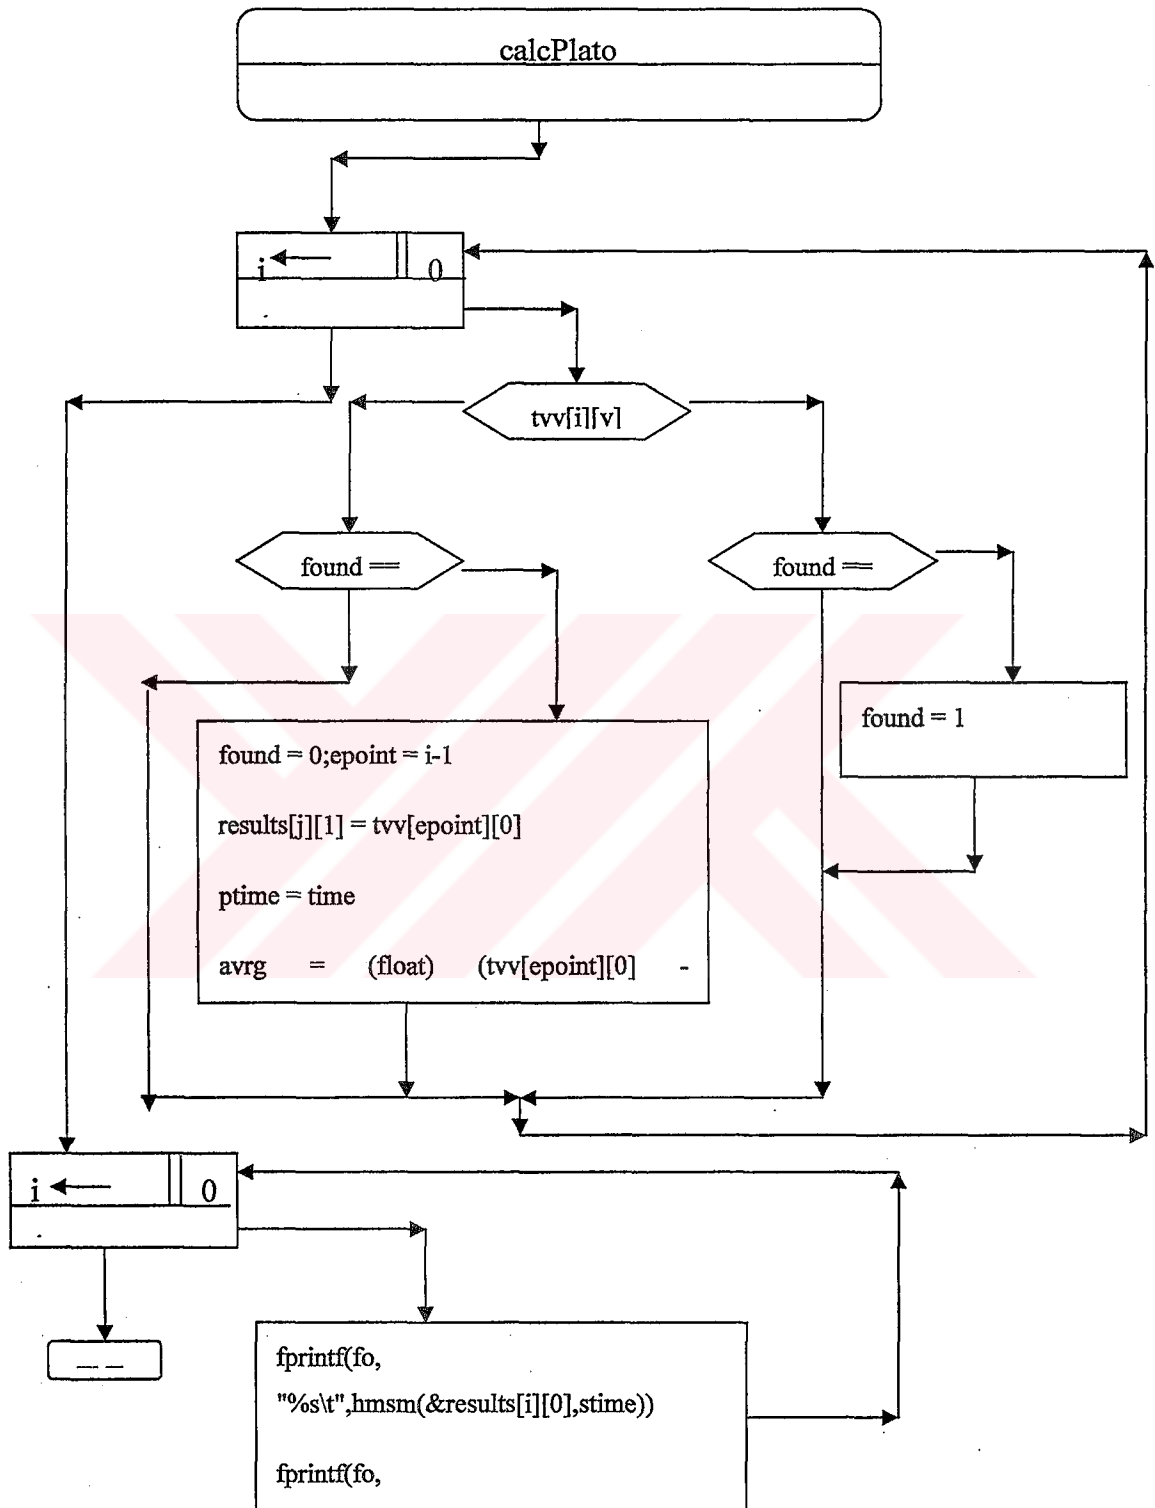 calcPlato
i
0
tvv[i][v]
found ==
found ==
found = 1
found = 0;epoint = i-1
results[j][1] = tvv[epoint][0]
ptime = time
avrg = (float) (tvv[epoint][0] -
i
0
fprintf(fo,
"%s\t",hmsm(&results[i][0],stime))
fprintf(fo,